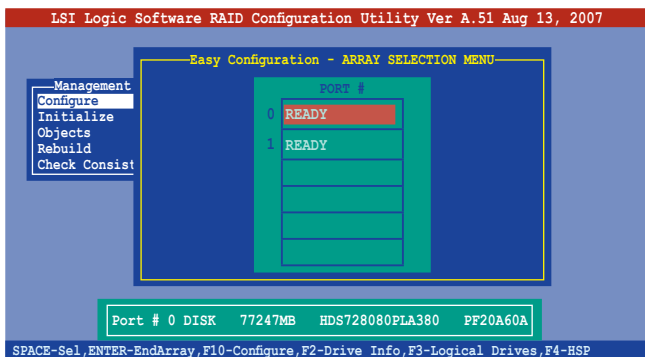 LSI Logic Software RAID Configuration Utility Ver A.51 Aug 13, 2007
Easy Configuration - ARRAY SELECTION MENU
Management
Configure
Initialize
Objects
Rebuild
Check Consist
PORT #
0 READY
1 READY
Port # 0 DISK 77247MB HDS728080PLA380 PF20A60A
SPACE-Sel,ENTER-EndArray,F10-Configure,F2-Drive Info,F3-Logical Drives,F4-HSP